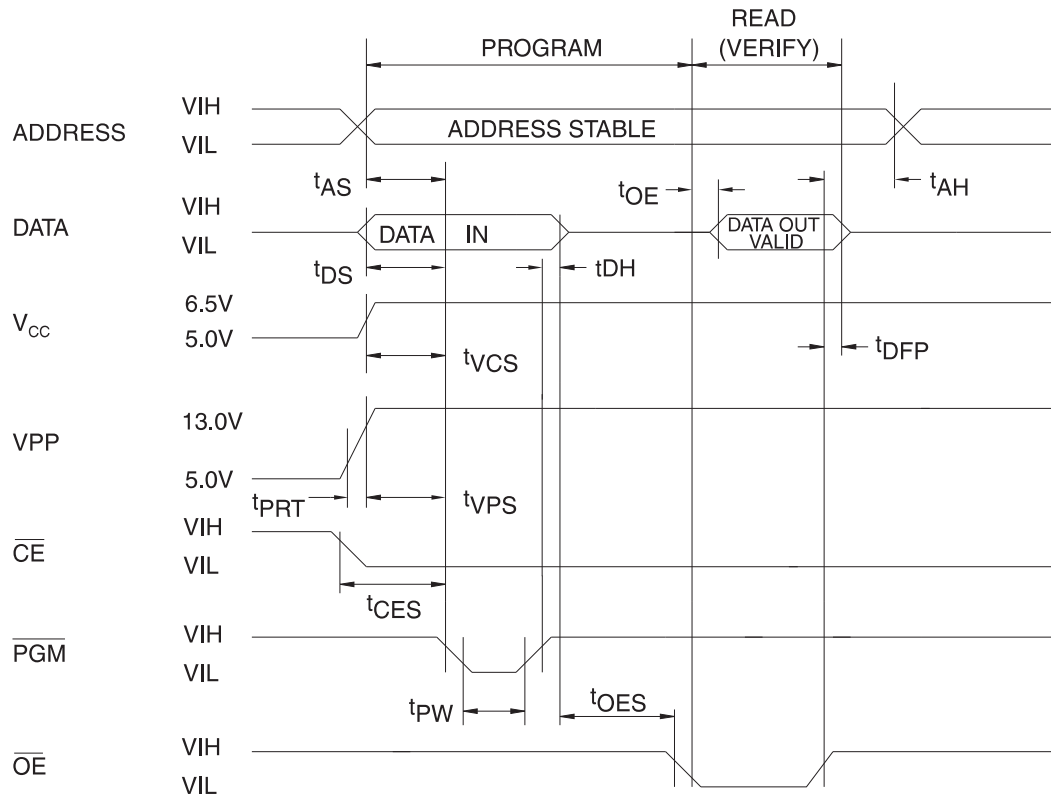 READ
PROGRAM (VERIFY)
VIH
ADDRESS ADDRESS STABLE
VIL
tAS tOE tAH
VIH
DATA DATA IN DATA OUT
VALID
VIL
tDS tDH
6.5V
VCC
5.0V
tVCS tDFP
13.0V
VPP
5.0V
tPRT tVPS
VIH
CE
VIL
tCES
VIH
PGM
VIL
tPW tOES
VIH
OE
VIL